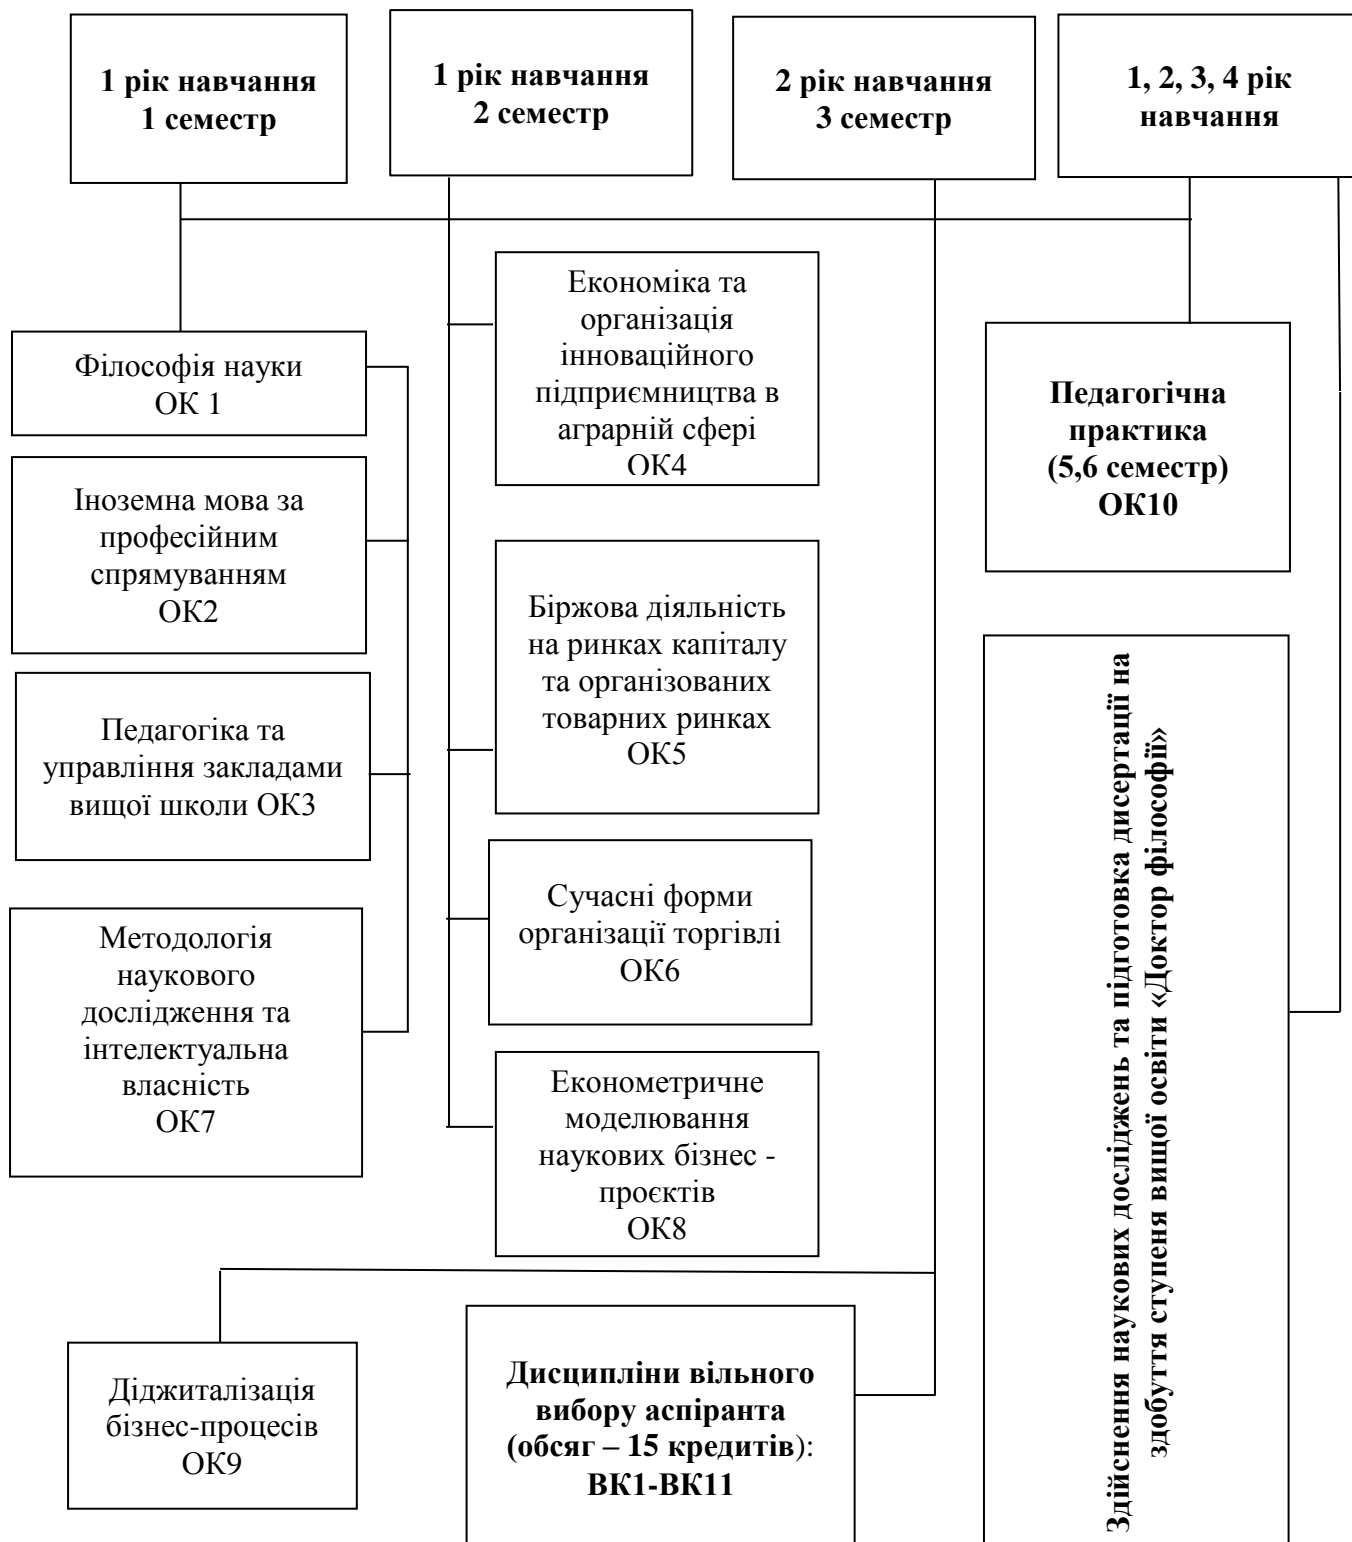 1 рік навчання
1 семестр
1 рік навчання
2 семестр
2 рік навчання
3 семестр
1, 2, 3, 4 рік
навчання
Філософія науки
ОК 1
Іноземна мова за
професійним
спрямуванням
ОК2
Педагогіка та
управління закладами
вищої школи ОК3
Методологія
наукового
дослідження та
інтелектуальна
власність
ОК7
Економіка та
організація
інноваційного
підприємництва в
аграрній сфері
ОК4
Біржова діяльність
на ринках капіталу
та організованих
товарних ринках
ОК5
Сучасні форми
організації торгівлі
ОК6
Економетричне
моделювання
наукових бізнес -
проєктів
ОК8
Педагогічна
практика
(5,6 семестр)
ОК10
Здійснення наукових досліджень та підготовка дисертації на
здобуття ступеня вищої освіти «Доктор філософії»
Діджиталізація
бізнес-процесів
ОК9
Дисципліни вільного
вибору аспіранта
(обсяг – 15 кредитів):
ВК1-ВК11